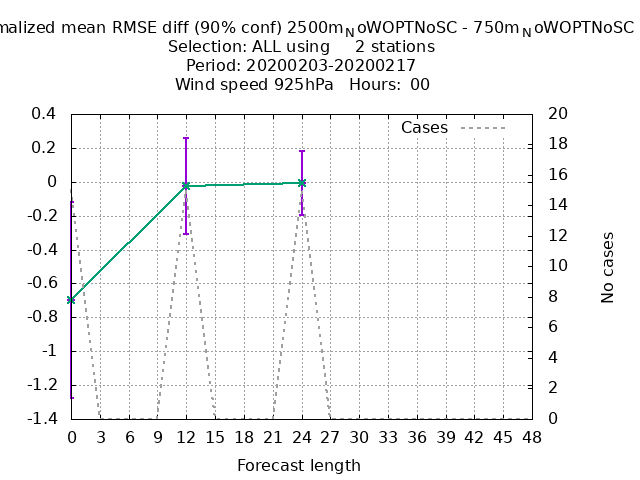 malized mean RMSE diff (90% conf) 2500mNoWOPTNoSC - 750mNoWOPTNoSC
Selection: ALL using 2 stations
Period: 20200203-20200217
Wind speed 925hPa Hours: 00
Cases
0.4
0.2
0
-0.2
-0.4
-0.6
-0.8
-1
-1.2
-1.4
20
18
16
14
12
10
8
6
4
2
0
No cases
0 3 6 9 12 15 18 21 24 27 30 33 36 39 42 45 48
Forecast length